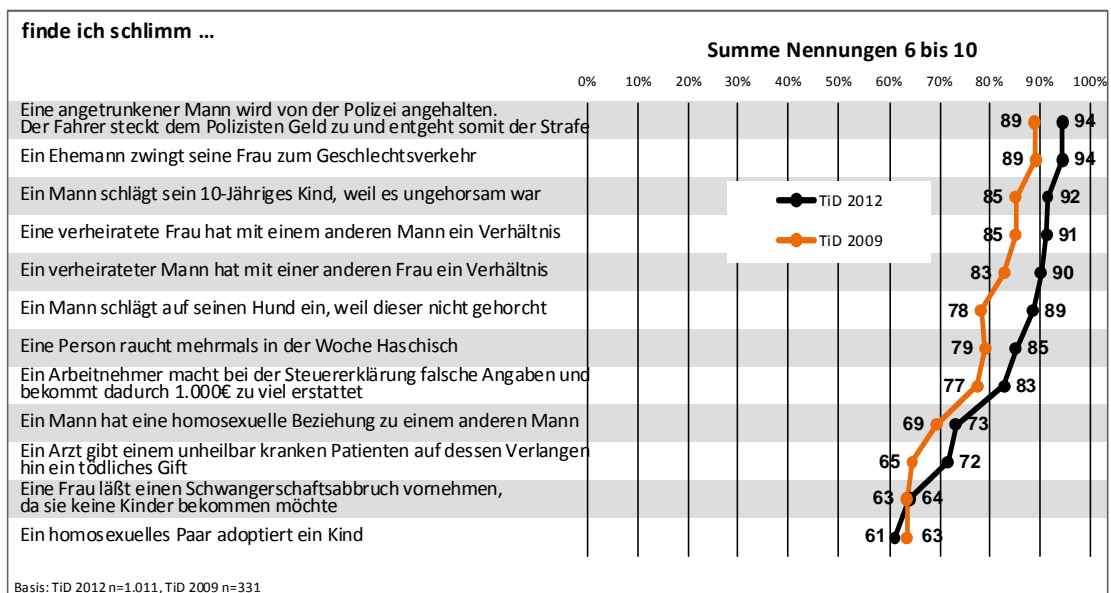 finde ich schlimm ...
Summe Nennungen 6 bis 10
0% 10% 20% 30% 40% 50% 60% 70% 80% 90% 100%
Eine angetrunkener Mann wird von der Polizei angehalten.
Der Fahrer steckt dem Polizisten Geld zu und entgeht somit der Strafe
89 94
Ein Ehemann zwingt seine Frau zum Geschlechtsverkehr
89 94
Ein Mann schlägt sein 10-Jähriges Kind, weil es ungehorsam war
85 92
TiD 2012
Eine verheiratete Frau hat mit einem anderen Mann ein Verhältnis
85 91
TiD 2009
Ein verheirateter Mann hat mit einer anderen Frau ein Verhältnis
83 90
Ein Mann schlägt auf seinen Hund ein, weil dieser nicht gehorcht
78 89
Eine Person raucht mehrmals in der Woche Haschisch
79 85
Ein Arbeitnehmer macht bei der Steuererklärung falsche Angaben und
bekommt dadurch 1.000€ zu viel erstattet
77 83
Ein Mann hat eine homosexuelle Beziehung zu einem anderen Mann
69 73
Ein Arzt gibt einem unheilbar kranken Patienten auf dessen Verlangen
hin ein tödliches Gift
65 72
Eine Frau läßt einen Schwangerschaftsabbruch vornehmen,
da sie keine Kinder bekommen möchte
63 64
Ein homosexuelles Paar adoptiert ein Kind
61 63
Basis: TiD 2012 n=1.011, TiD 2009 n=331